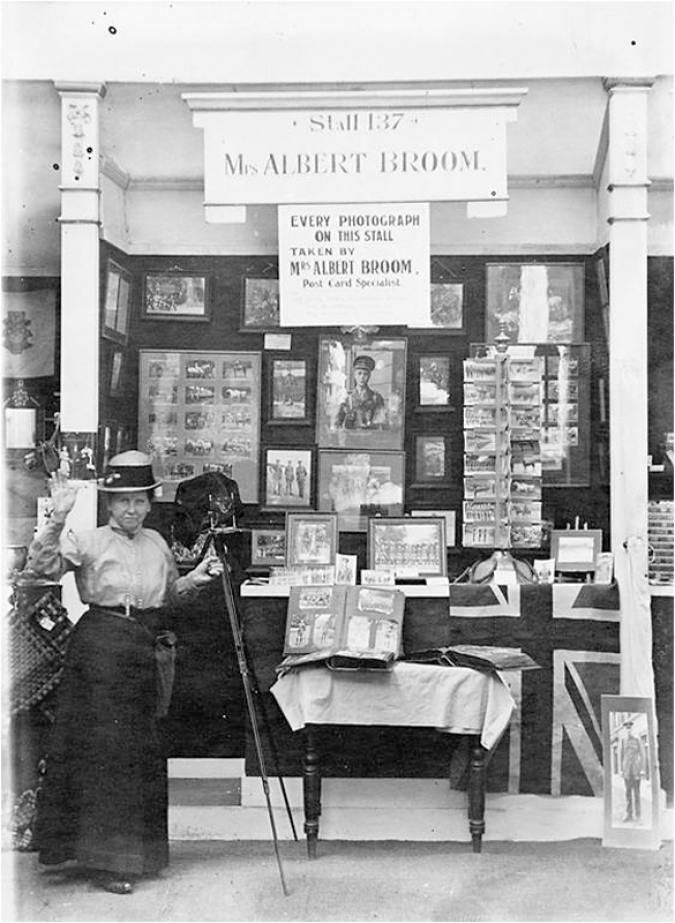 Stall 137
Mrs ALBERT BROOM.
EVERY PHOTOGRAPH
ON THIS STALL
TAKEN BY
MRS ALBERT BROOM.
Post Card Specialist.